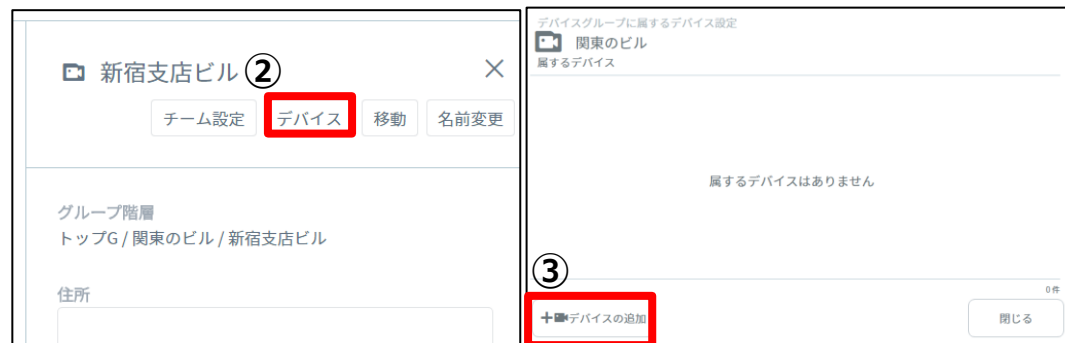 新宿支店ビル ②
チーム設定 デバイス 移動 名前変更
グループ階層
トップG / 関東のビル / 新宿支店ビル
住所
デバイスグループに属するデバイス設定
関東のビル
属するデバイス
属するデバイスはありません
③
0件
デバイスの追加
閉じる